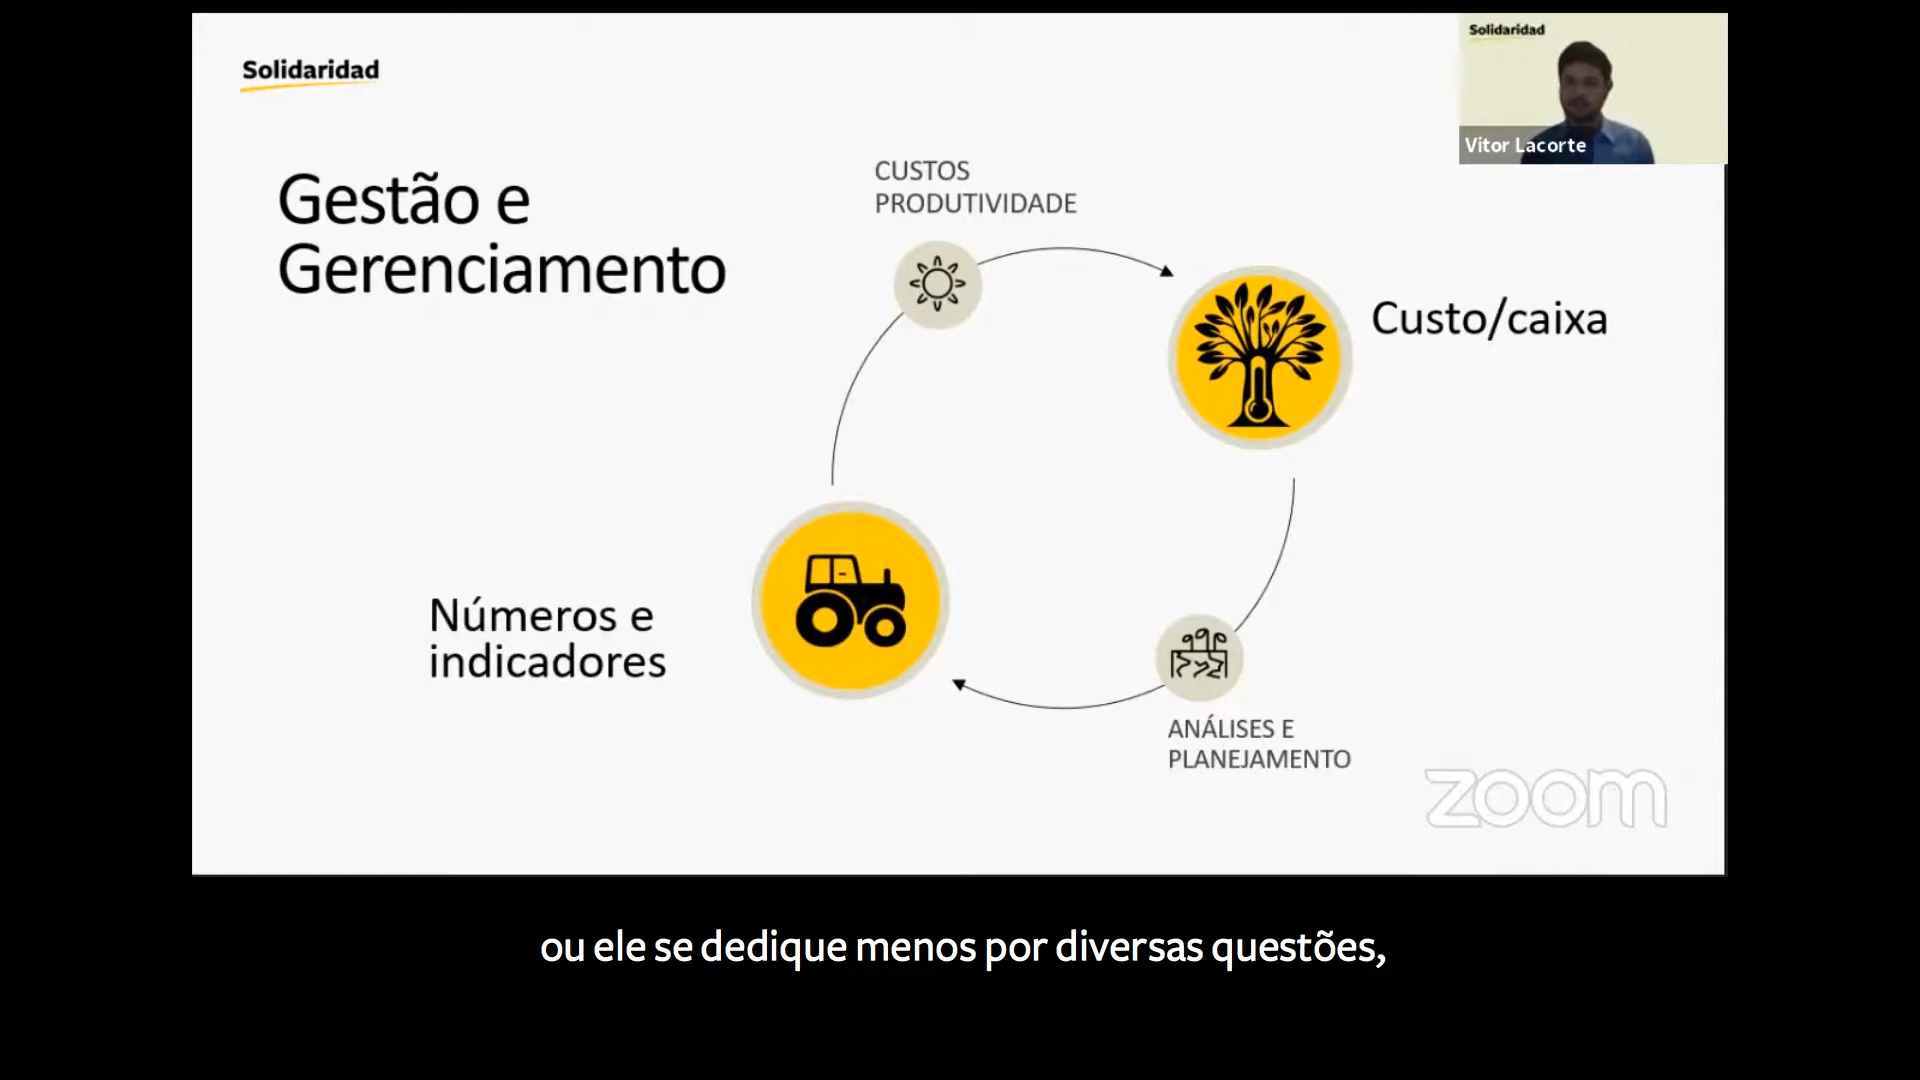 Solidaridad
Solidaridad
Vitor Lacorte
Gestão e
Gerenciamento
CUSTOS
PRODUTIVIDADE
Custo/caixa
Números e
indicadores
ANÁLISES E
PLANEJAMENTO
zoom
ou ele se dedique menos por diversas questões,